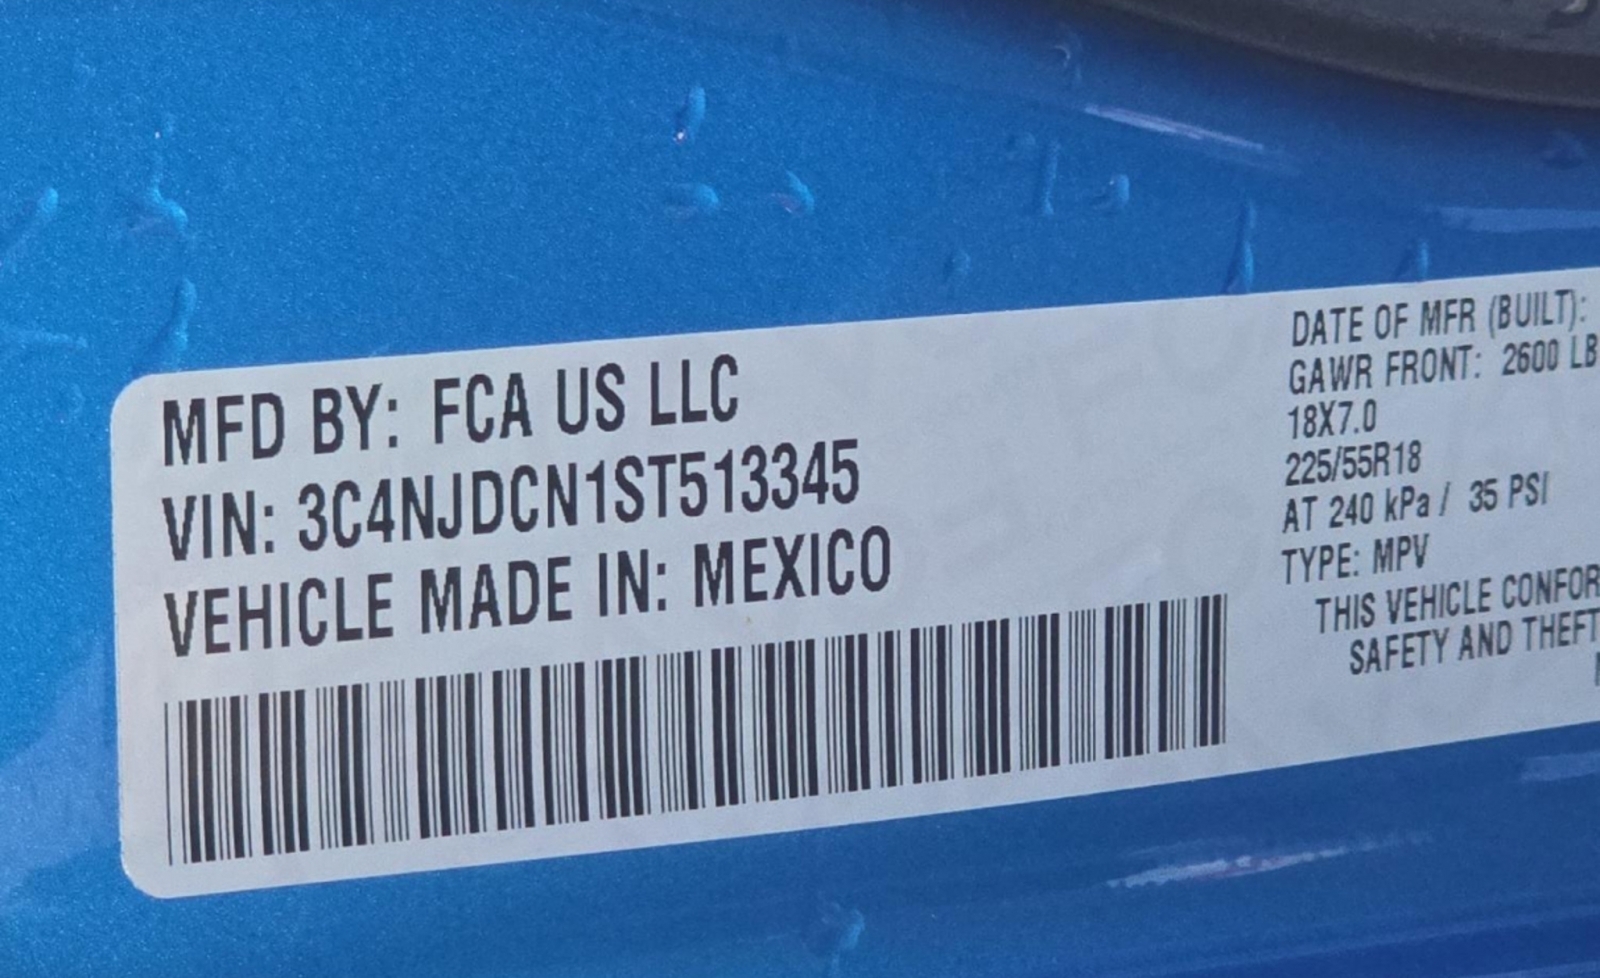 MFD BY: FCA US LLC
VIN: 3C4NJDCN1ST513345
VEHICLE MADE IN: MEXICO
DATE OF MFR (BUILT):
GAWR FRONT: 2600 LB
18X7.0
225/55R18
AT 240 kPa / 35 PSI
TYPE: MPV
THIS VEHICLE CONFOR
SAFETY AND THEFT